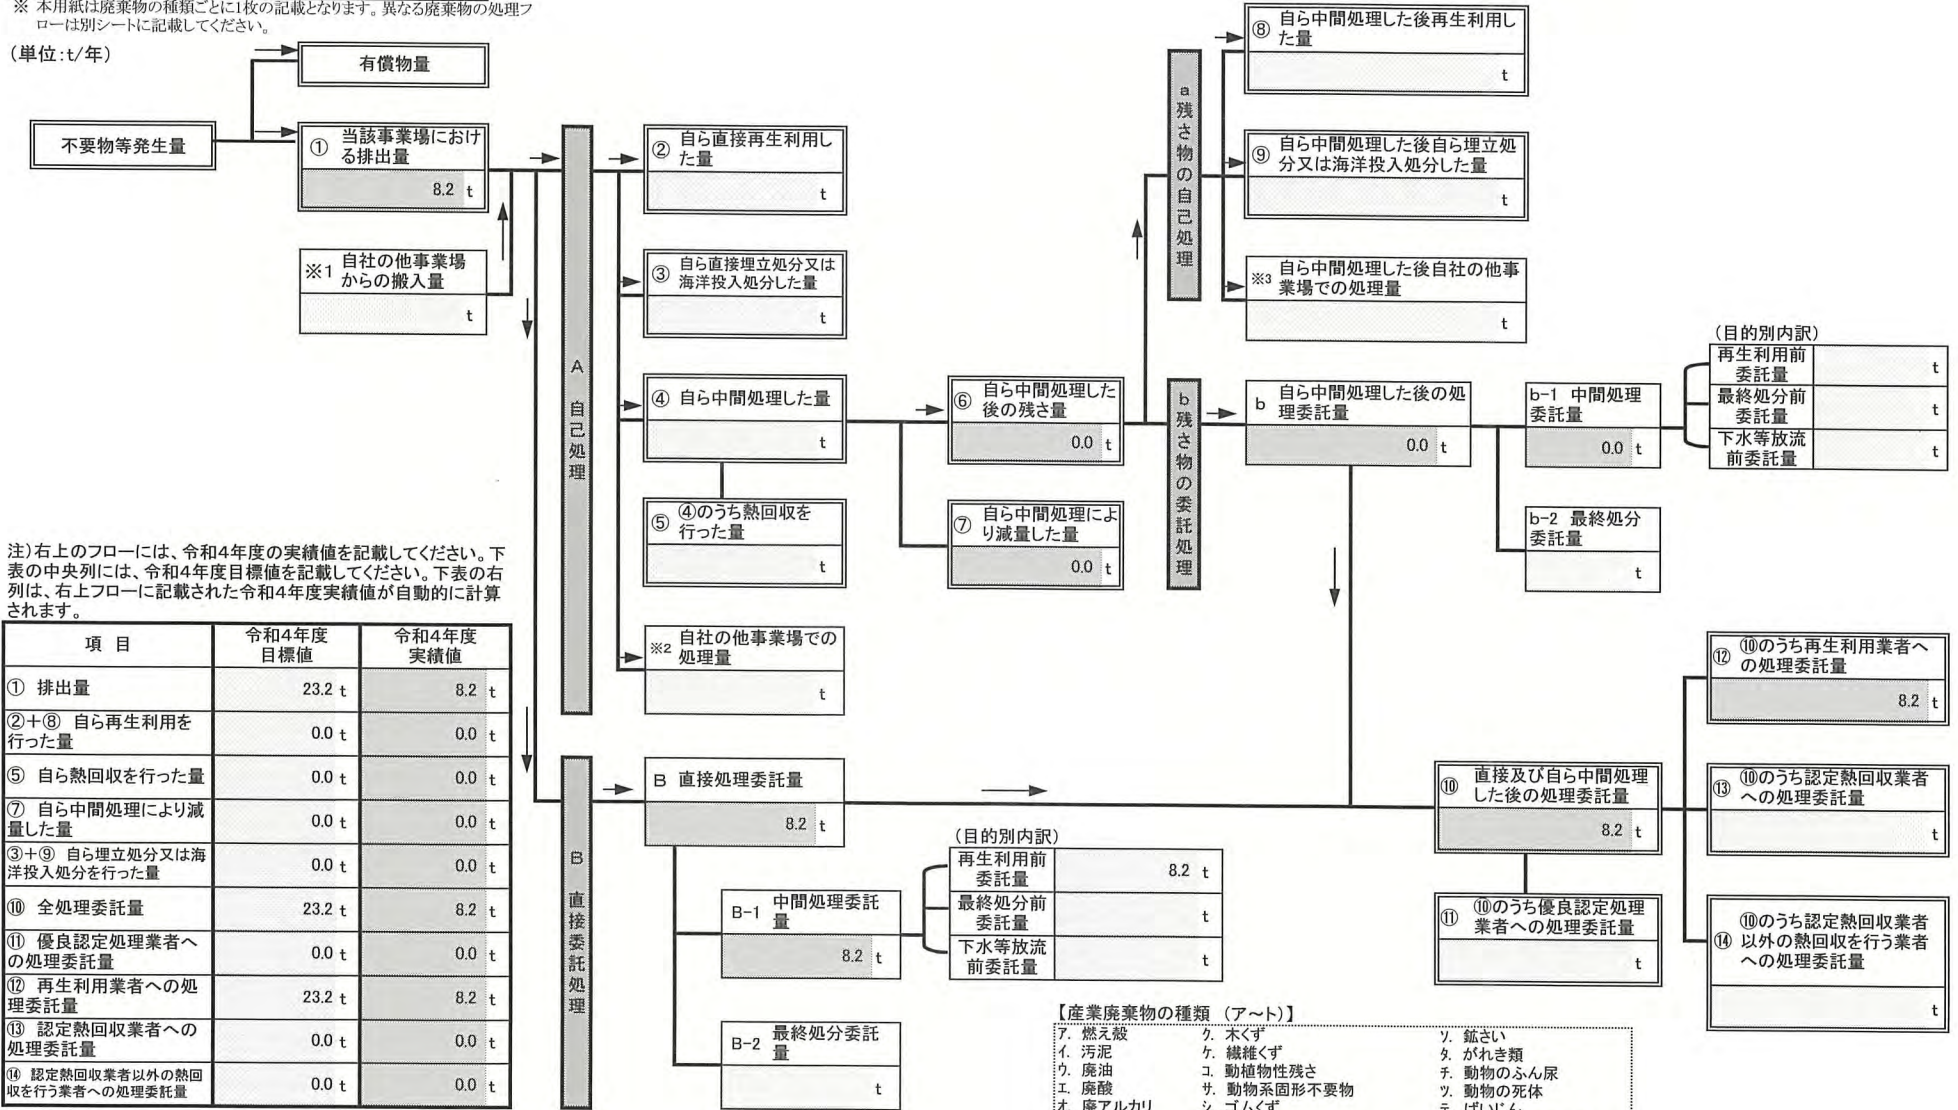 ※ 本用紙は廃棄物の種類ごとに1枚の記載となります。異なる廃棄物の処理フ
ローは別シートに記載してください。
(単位:t/年)
有償物量
不要物等発生量
① 当該事業場におけ
る排出量
8.2 t
※1 自社の他事業場
からの搬入量
t
A 自己処理
② 自ら直接再生利用し
た量
t
③ 自ら直接埋立処分又は
海洋投入処分した量
t
④ 自ら中間処理した量
t
⑤ ④のうち熱回収を
行った量
t
※2 自社の他事業場での
処理量
t
⑥ 自ら中間処理した
後の残さ量
0.0 t
⑦ 自ら中間処理によ
り減量した量
0.0 t
a 残さ物の自己処理
⑧ 自ら中間処理した後再生利用し
た量
t
⑨ 自ら中間処理した後自ら埋立処
分又は海洋投入処分した量
t
※3 自ら中間処理した後自社の他事
業場での処理量
t
b 残さ物の委託処理
b 自ら中間処理した後の処
理委託量
0.0 t
b-1 中間処理
委託量
0.0 t
(目的別内訳)
再生利用前
委託量
t
最終処分前
委託量
t
下水等放流
前委託量
t
b-2 最終処分
委託量
t
注)右上のフローには、令和4年度の実績値を記載してください。下
表の中央列には、令和4年度目標値を記載してください。下表の右
列は、右上フローに記載された令和4年度実績値が自動的に計算
されます。
項 目
令和4年度
目標値
令和4年度
実績値
① 排出量
23.2 t
8.2 t
②+⑧ 自ら再生利用を
行った量
0.0 t
0.0 t
⑤ 自ら熱回収を行った量
0.0 t
0.0 t
⑦ 自ら中間処理により減
量した量
0.0 t
0.0 t
③+⑨ 自ら埋立処分又は海
洋投入処分を行った量
0.0 t
0.0 t
⑩ 全処理委託量
23.2 t
8.2 t
⑪ 優良認定処理業者へ
の処理委託量
0.0 t
0.0 t
⑫ 再生利用業者への処
理委託量
23.2 t
8.2 t
⑬ 認定熱回収業者への
処理委託量
0.0 t
0.0 t
⑭ 認定熱回収業者以外の熱回
収を行う業者への処理委託量
0.0 t
0.0 t
B 直接委託処理
B 直接処理委託量
8.2 t
B-1 中間処理委託
量
8.2 t
(目的別内訳)
再生利用前
委託量
8.2 t
最終処分前
委託量
t
下水等放流
前委託量
t
B-2 最終処分委託
量
t
⑩ 直接及び自ら中間処理
した後の処理委託量
8.2 t
⑪ ⑩のうち優良認定処理
業者への処理委託量
t
⑫ ⑩のうち再生利用業者へ
の処理委託量
8.2 t
⑬ ⑩のうち認定熱回収業者
への処理委託量
t
⑭ ⑩のうち認定熱回収業者
以外の熱回収を行う業者
への処理委託量
t
【産業廃棄物の種類 (ア~ト)】
ア. 燃え殻
イ. 汚泥
ウ. 廃油
エ. 廃酸
オ. 廃アルカリ
ク. 木くず
ケ. 繊維くず
コ. 動植物性残さ
サ. 動物系固形不要物
シ. ゴムくず
ソ. 鉱さい
タ. がれき類
チ. 動物のふん尿
ツ. 動物の死体
テ. ばいじん